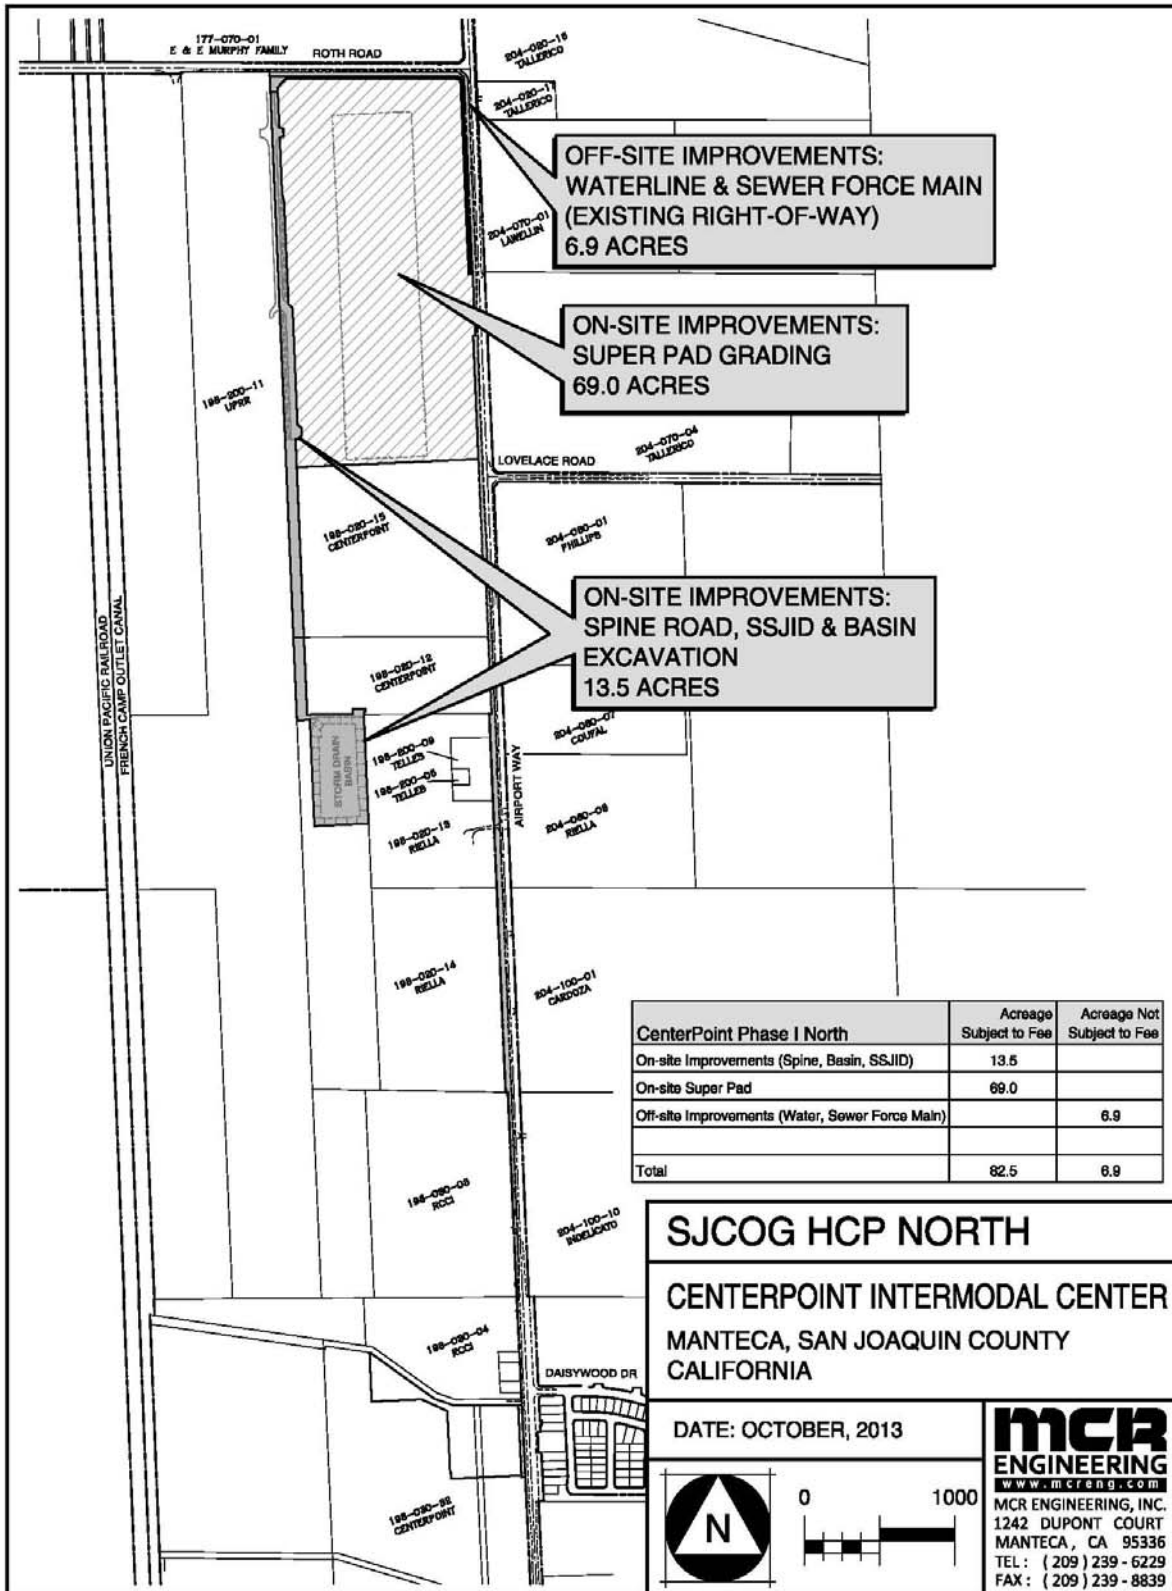 177-070-01
E & E MURPHY FAMILY
ROTH ROAD
204-020-16
TALLERICO
204-020-17
TALLERICO
OFF-SITE IMPROVEMENTS:
WATERLINE & SEWER FORCE MAIN
(EXISTING RIGHT-OF-WAY)
6.9 ACRES
204-070-01
LAWELLIN
ON-SITE IMPROVEMENTS:
SUPER PAD GRADING
69.0 ACRES
198-200-11
UPRR
204-070-04
TALLERICO
LOVELACE ROAD
198-020-15
CENTERPOINT
204-080-01
PHILLIPS
ON-SITE IMPROVEMENTS:
SPINE ROAD, SSJID & BASIN
EXCAVATION
13.5 ACRES
UNION PACIFIC RAILROAD
FRENCH CAMP OUTLET CANAL
198-020-12
CENTERPOINT
204-080-07
COUFAL
STORM DRAIN
BASIN
198-200-09
TELLES
198-200-05
TELLES
AIRPORT WAY
198-020-13
RIELLA
204-080-08
RIELLA
198-020-14
RIELLA
204-100-01
CARDOZA
CenterPoint Phase I North
Acreage
Subject to Fee
Acreage Not
Subject to Fee
On-site Improvements (Spine, Basin, SSJID) 13.5
On-site Super Pad 69.0
Off-site Improvements (Water, Sewer Force Main) 6.9
Total 82.5 6.9
RCCI
204-100-10
INDELICATO
198-020-04
RCCI
DAISYWOOD DR
CENTERPOINT
SJCOG HCP NORTH
CENTERPOINT INTERMODAL CENTER
MANTECA, SAN JOAQUIN COUNTY
CALIFORNIA
DATE: OCTOBER, 2013
N
0 1000
MCR
ENGINEERING
www.mcreng.com
MCR ENGINEERING, INC.
1242 DUPONT COURT
MANTECA, CA 95336
TEL: (209) 239-6229
FAX: (209) 239-8839